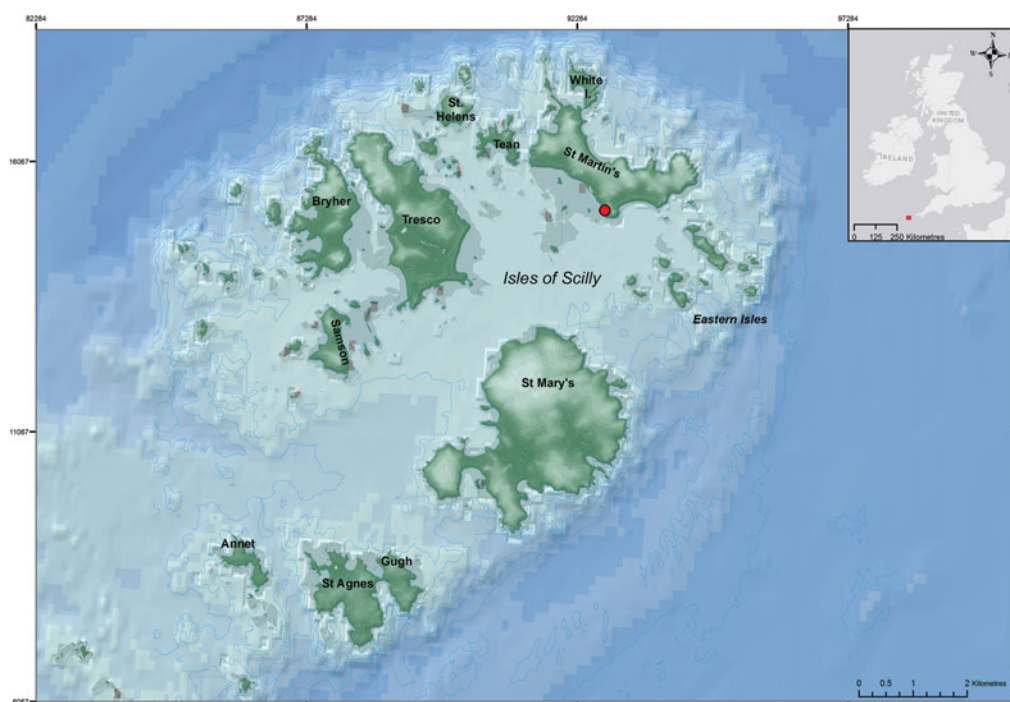 82284
87284
92284
97284
White
I.
St.
Helens
Tean
St Martin's
16067
Bryher
Tresco
Isles of Scilly
Eastern Isles
Samson
St Mary's
11067
Annet
Gugh
St Agnes
N
W
S
UNITED
KINGDOM
IRELAND
0 125 250 Kilometres
0 0.5 1 2 Kilometres